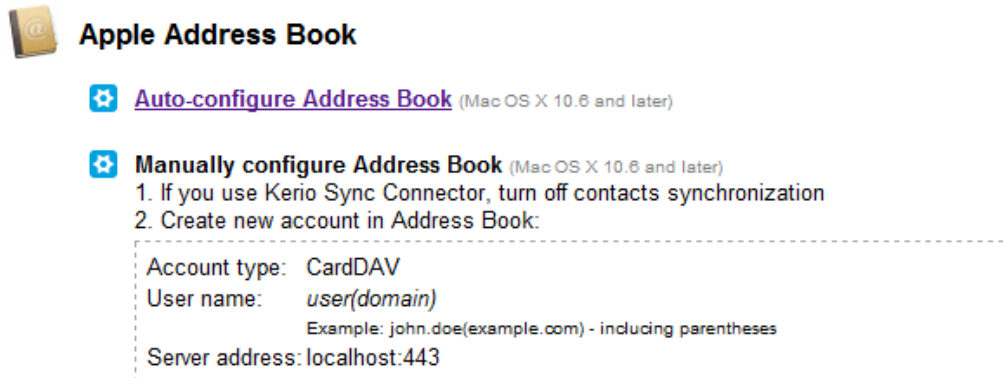 Apple Address Book
Auto-configure Address Book (Mac OS X 10.6 and later)
Manually configure Address Book (Mac OS X 10.6 and later)
1. If you use Kerio Sync Connector, turn off contacts synchronization
2. Create new account in Address Book:
Account type: CardDAV
User name: user(domain)
Example: john.doe(example.com) - including parentheses
Server address: localhost:443